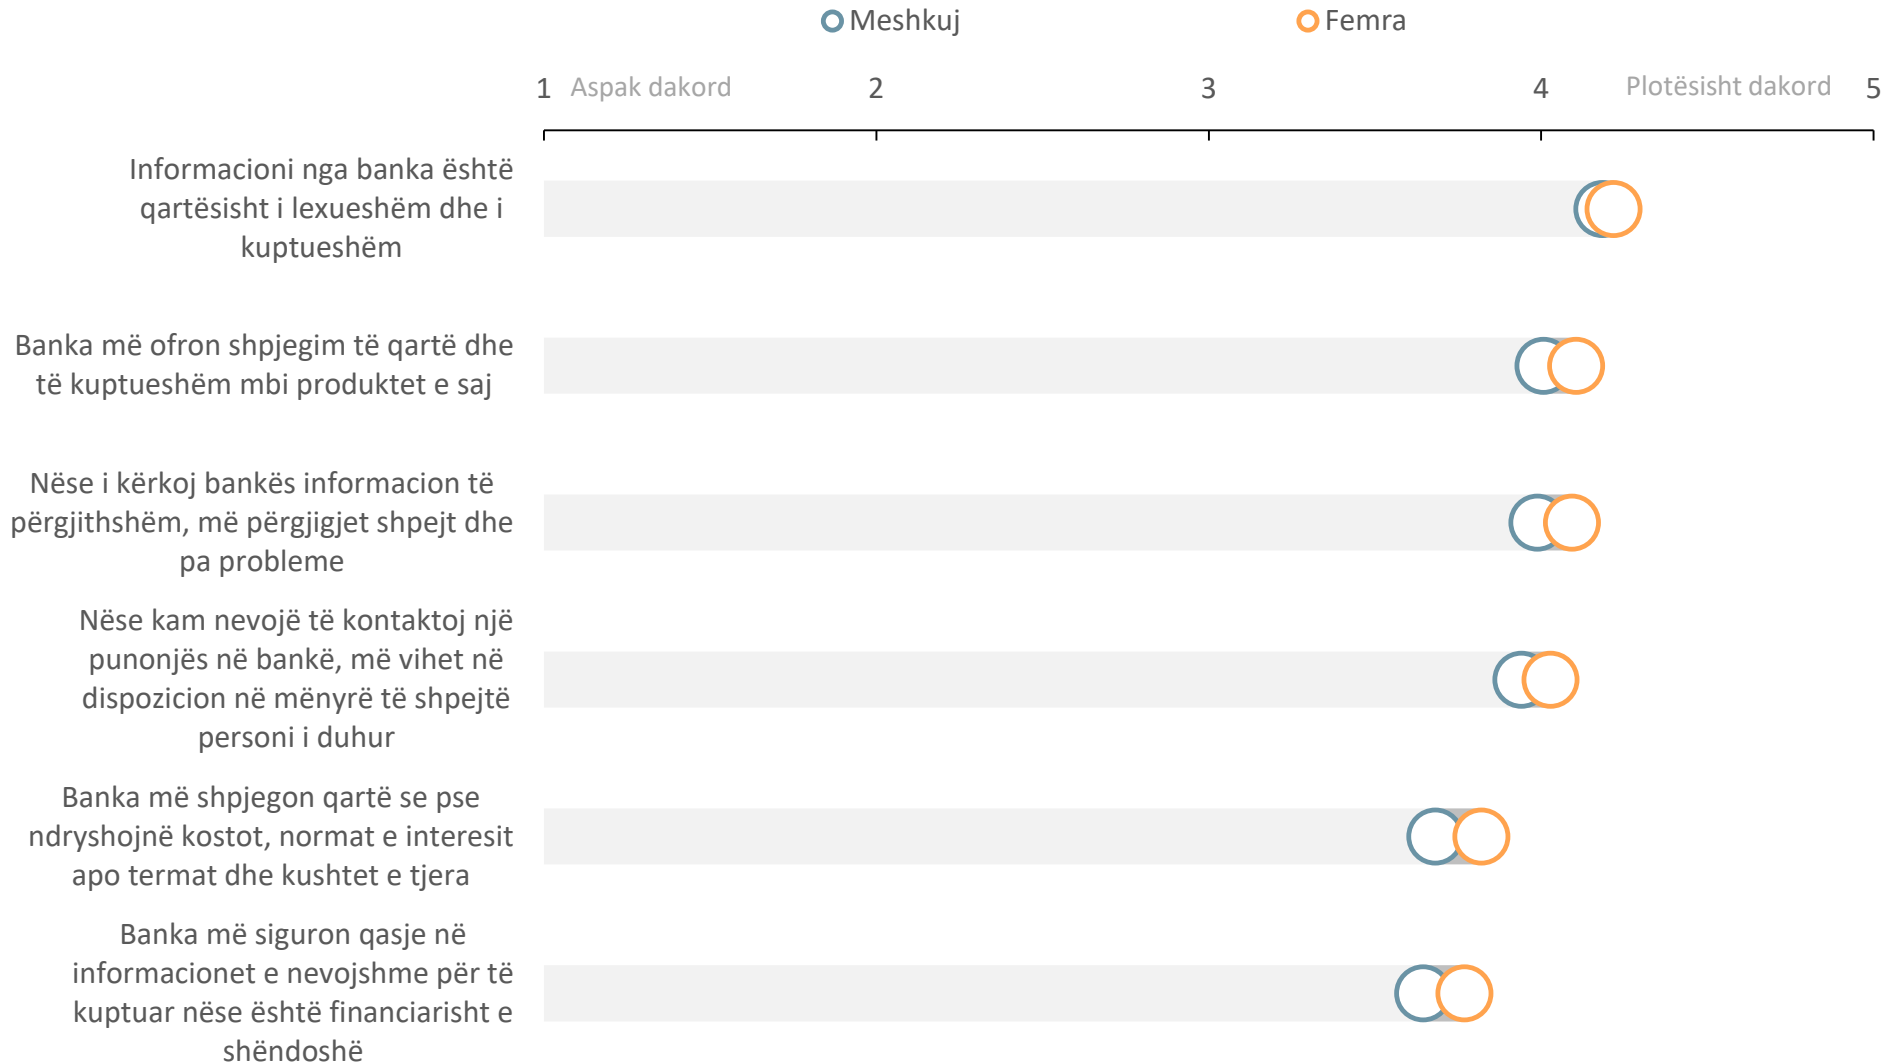 Meshkuj
Femra
1 Aspak dakord 2 3 4 Plotësisht dakord 5
Informacioni nga banka është
qartësisht i lexueshëm dhe i
kuptueshëm
Banka më ofron shpjegim të qartë dhe
të kuptueshëm mbi produktet e saj
Nëse i kërkoj bankës informacion të
përgjithshëm, më përgjigjet shpejt dhe
pa probleme
Nëse kam nevojë të kontaktoj një
punonjës në bankë, më vihet në
dispozicion në mënyrë të shpejtë
personi i duhur
Banka më shpjegon qartë se pse
ndryshojnë kostot, normat e interesit
apo termat dhe kushtet e tjera
Banka më siguron qasje në
informacionet e nevojshme për të
kuptuar nëse është financiarisht e
shëndoshë